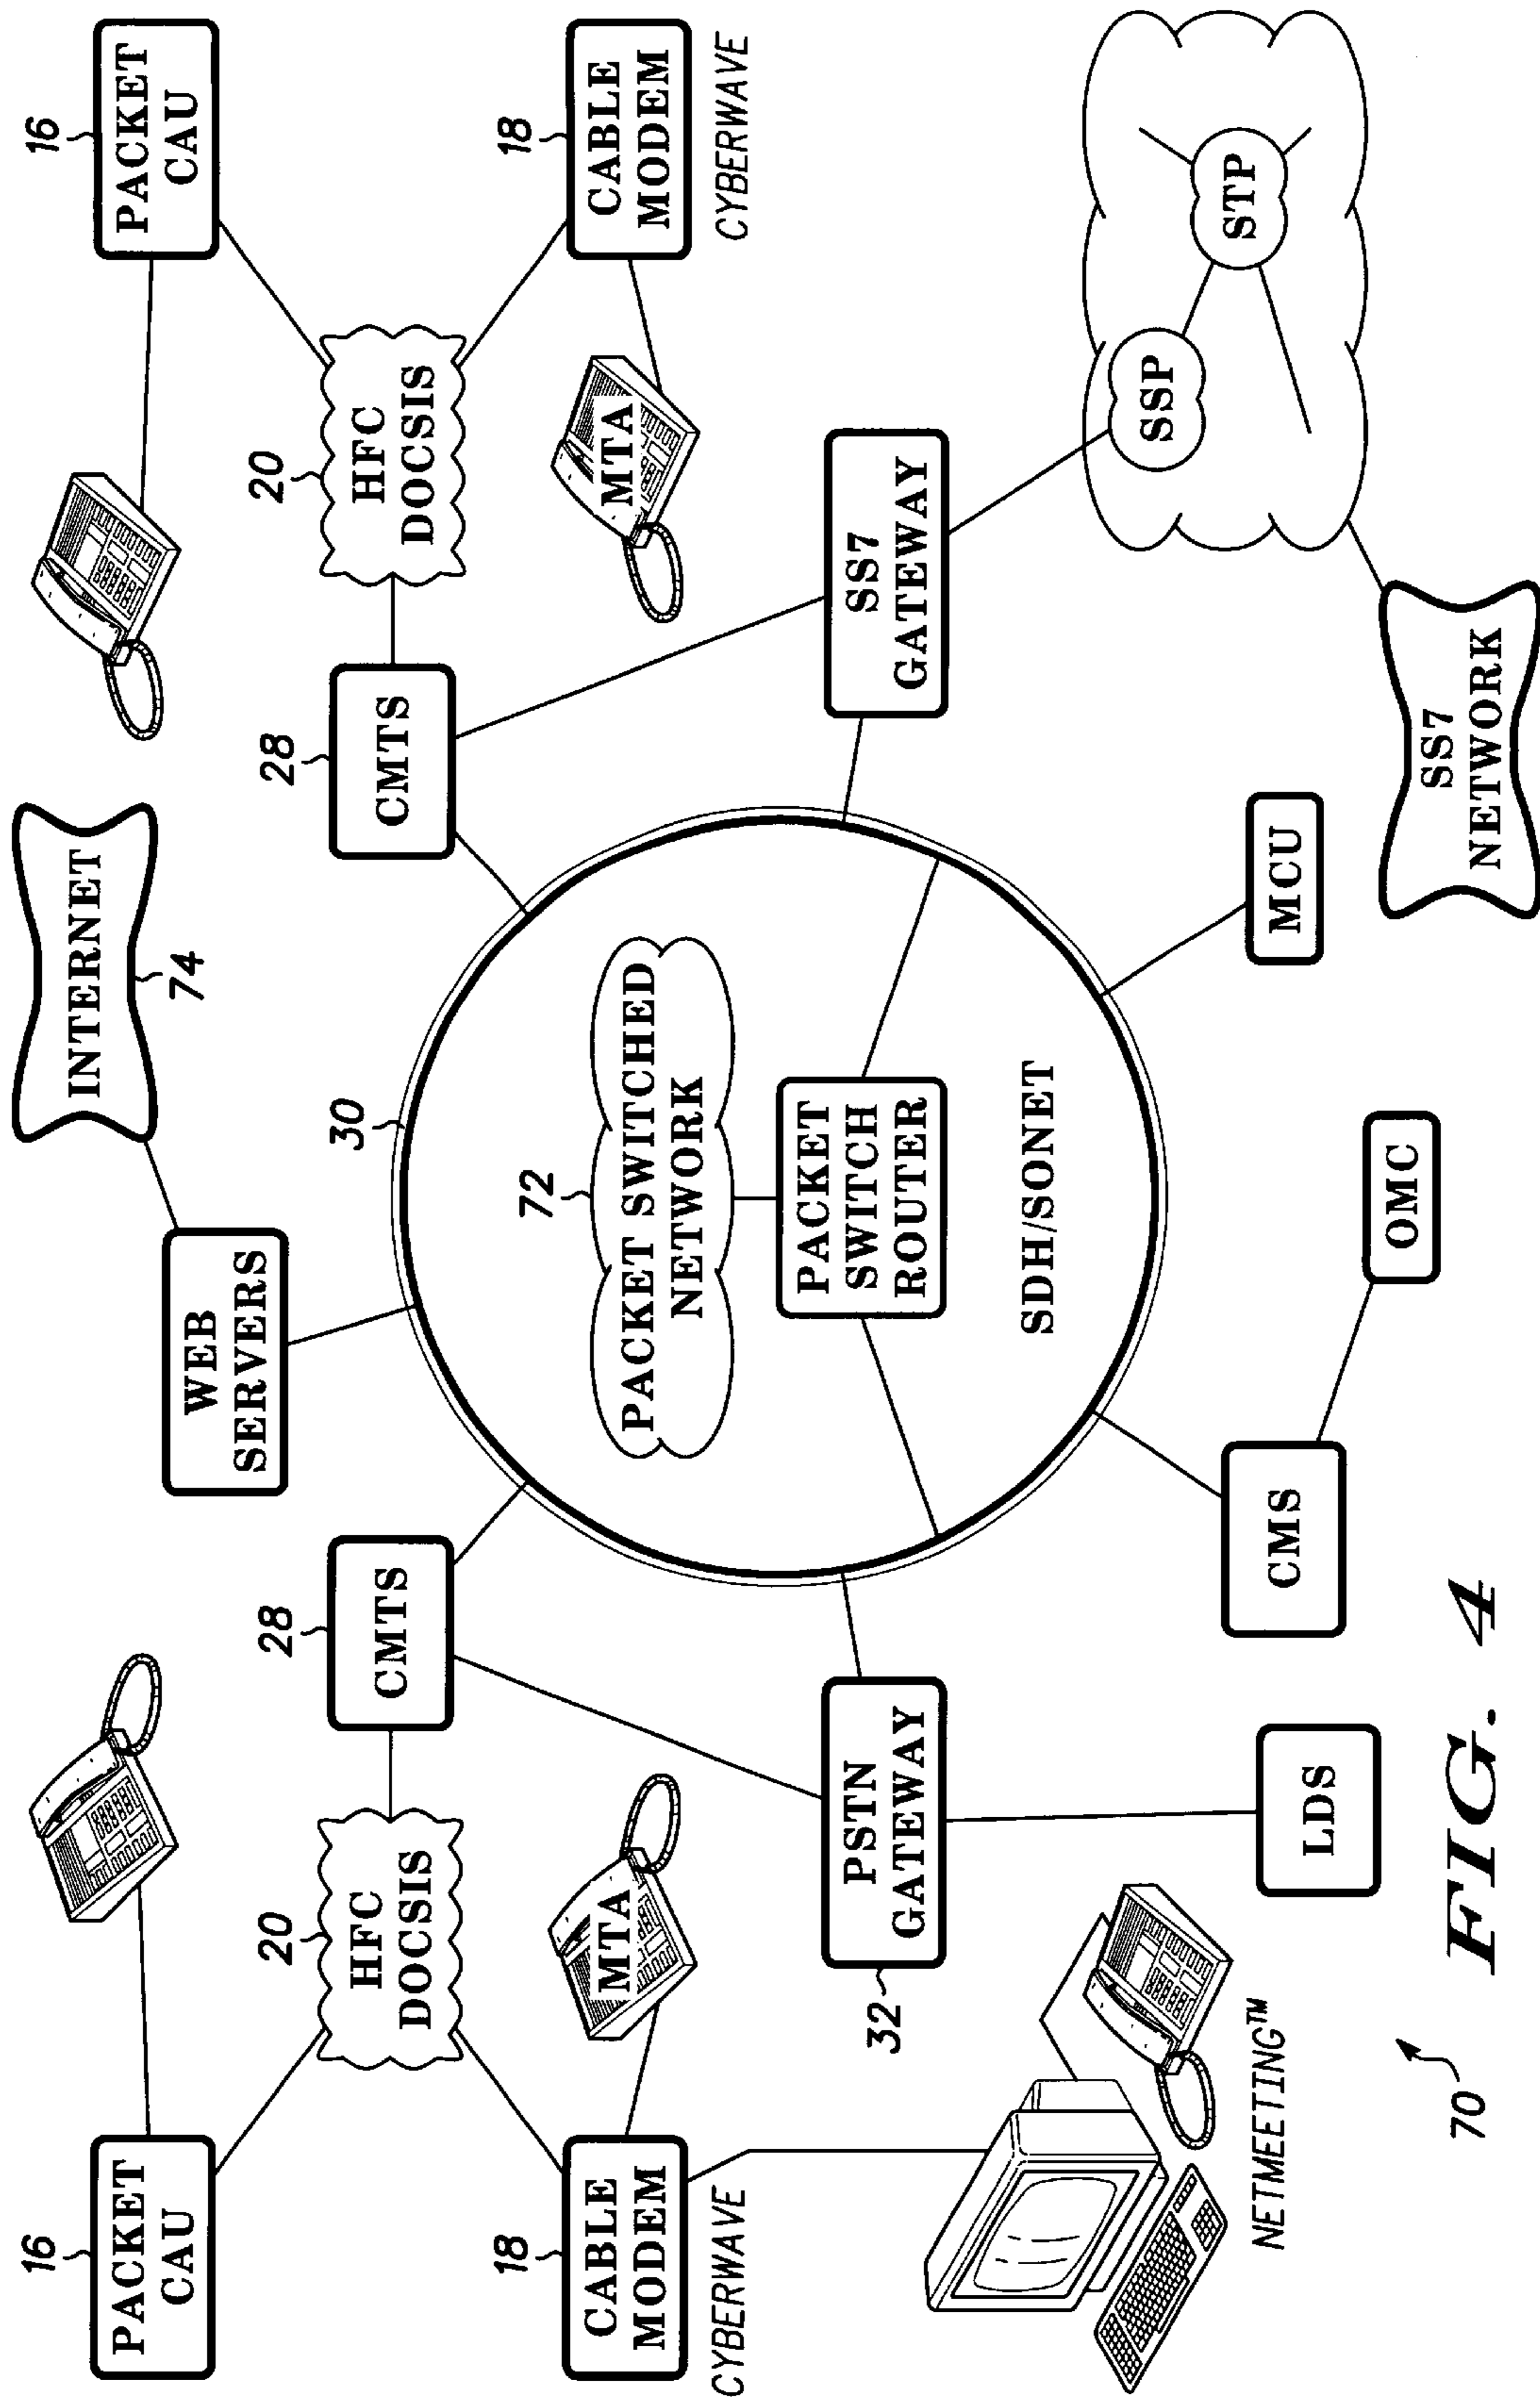 16
PACKET
CAU
INTERNET
74
16
PACKET
CAU
WEB
SERVERS
20
HFC
DOCSIS
28
CMTS
30
28
CMTS
20
HFC
DOCSIS
18
CABLE
MODEM
CYBERWAVE
MTA
72
PACKET SWITCHED
NETWORK
PACKET
SWITCH
ROUTER
SDH/SONET
MTA
18
CABLE
MODEM
CYBERWAVE
32
PSTN
GATEWAY
SS7
GATEWAY
SSP
STP
NETMEETING™
LDS
CMS
OMC
MCU
SS7
NETWORK
70
FIG. 4